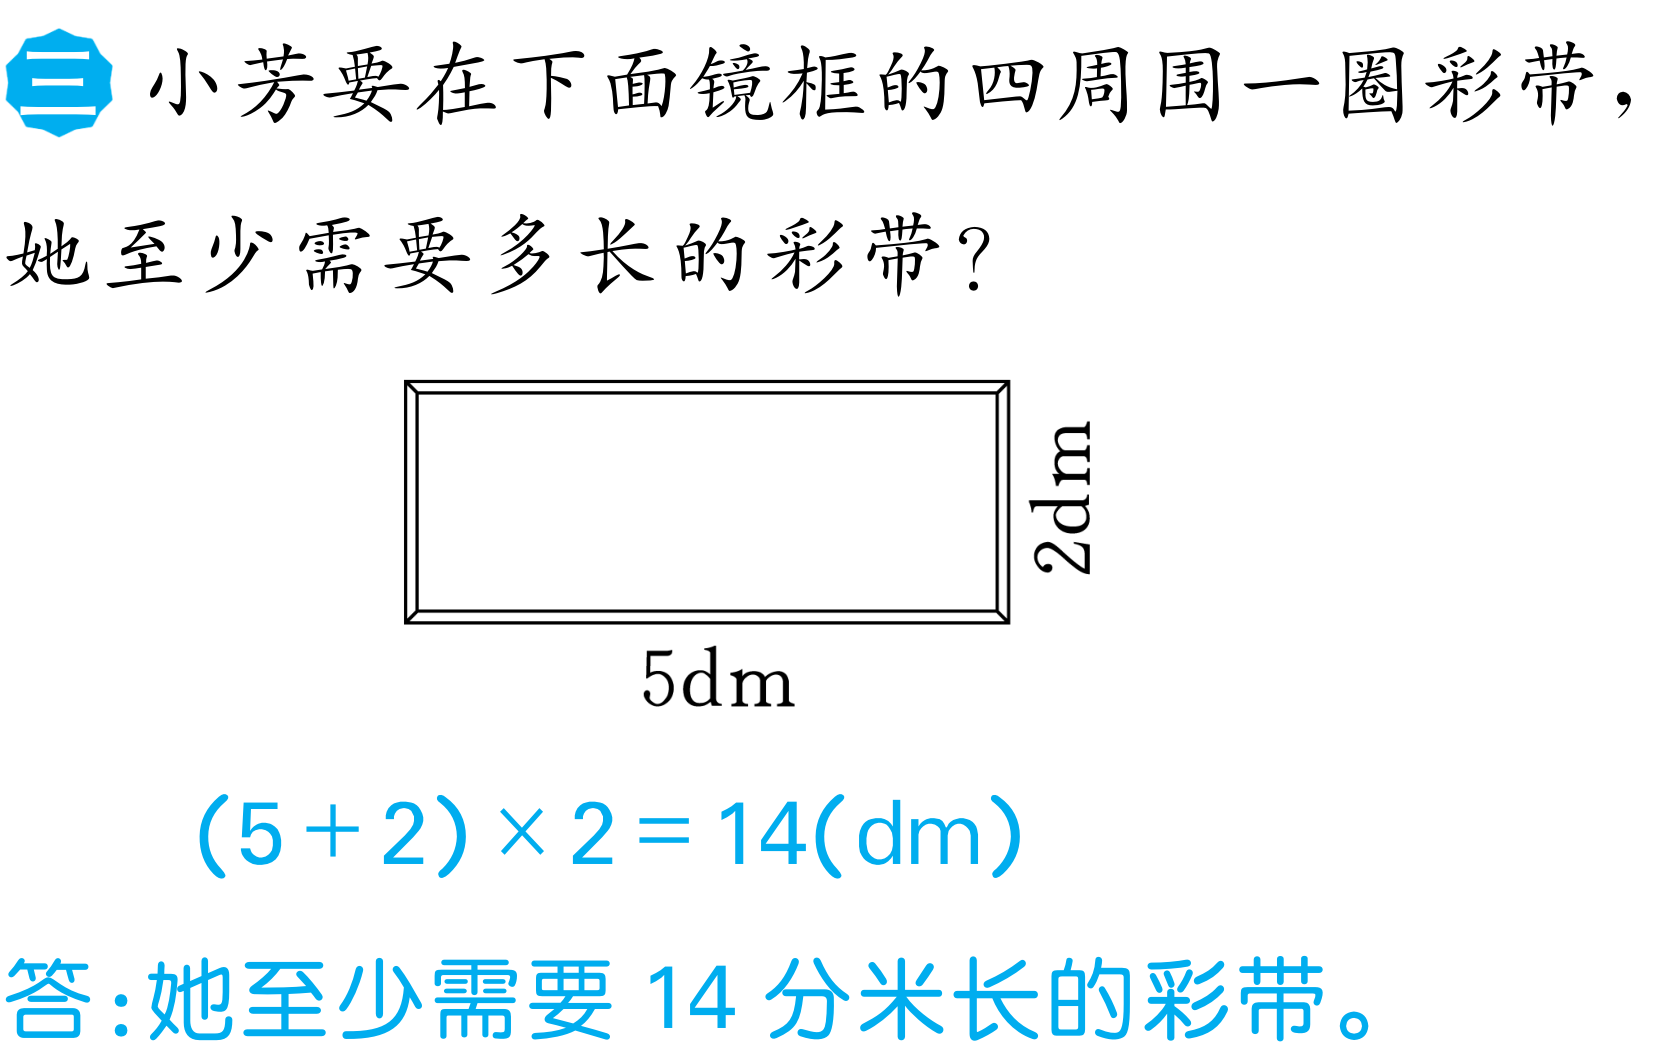 三 小芳要在下面镜框的四周围一圈彩带，
她至少需要多长的彩带？
2dm
5dm
(5+2)×2=14(dm)
答：她至少需要 14 分米长的彩带。